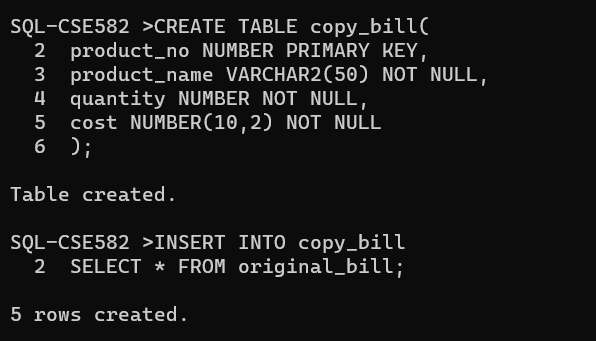 SQL-CSE582 >CREATE TABLE copy_bill(
2 product_no NUMBER PRIMARY KEY,
3 product_name VARCHAR2(50) NOT NULL,
4 quantity NUMBER NOT NULL,
5 cost NUMBER(10,2) NOT NULL
6 );
Table created.
SQL-CSE582 >INSERT INTO copy_bill
2 SELECT * FROM original_bill;
5 rows created.